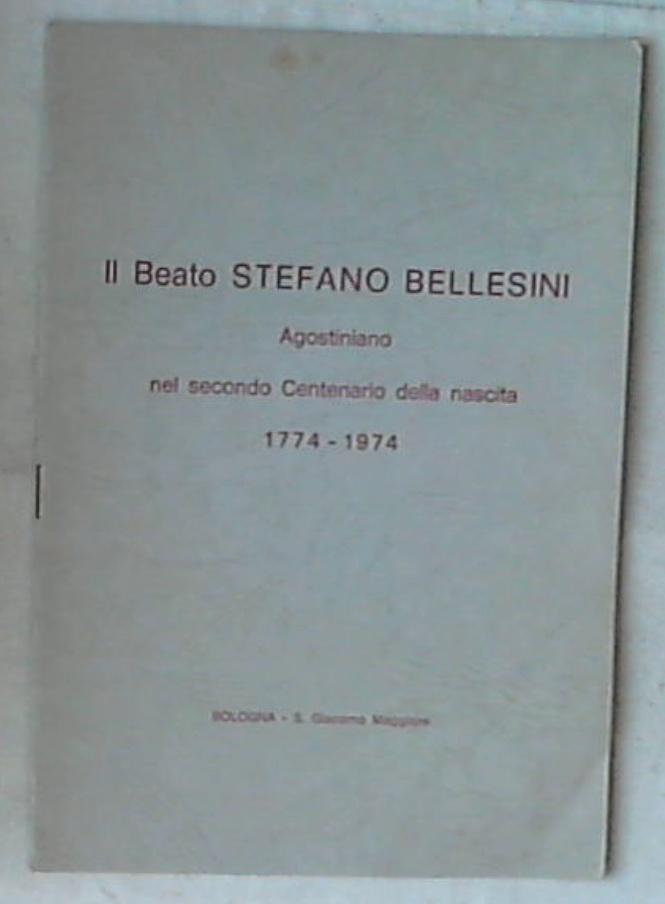 Il Beato STEFANO BELLESINI
Agostiniano
nel secondo Centenario della nascita
1774 - 1974
BOLOGNA - S. Giacomo Maggiore